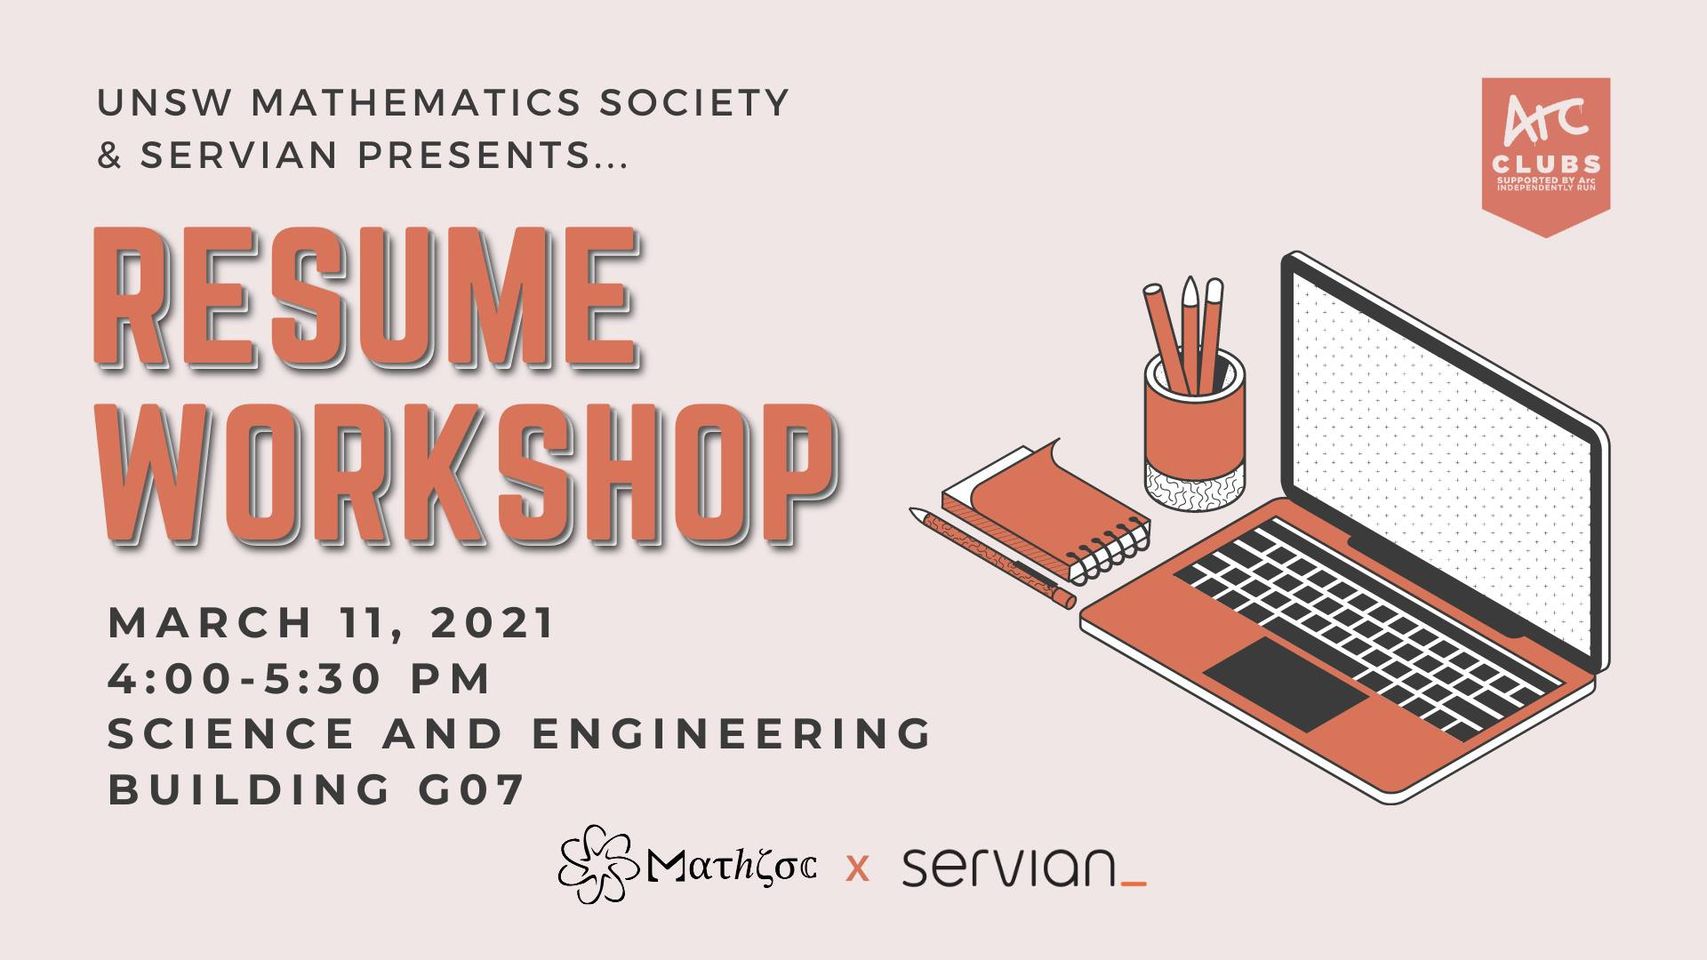 UNSW MATHEMATICS SOCIETY
& SERVIAN PRESENTS...
Arc
CLUBS
SUPPORTED BY Arc
INDEPENDENTLY RUN
RESUME
WORKSHOP
MARCH 11, 2021
4:00-5:30 PM
SCIENCE AND ENGINEERING
BUILDING G07
Mατhζσc x servian_